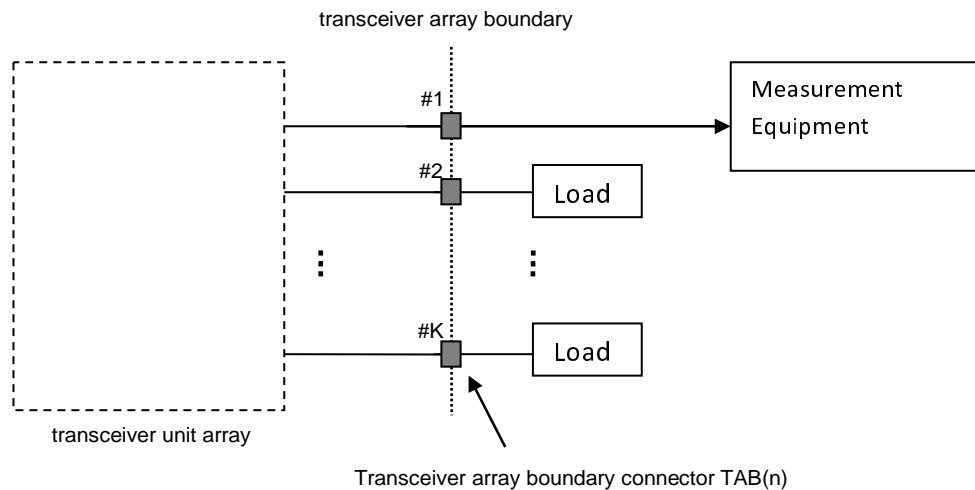 transceiver array boundary
#1
Measurement
Equipment
#2
Load
#K
Load
transceiver unit array
Transceiver array boundary connector TAB(n)